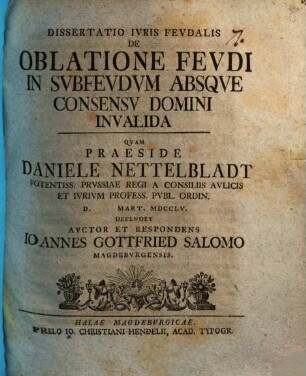 7.
DISSERTATIO IVRIS FEVDALIS
DE
OBLATIONE FEVDI
IN SVBFEVDVM ABSQVE
CONSENSV DOMINI
INVALIDA
QVAM
PRAESIDE
DANIELE NETTELBLADT
POTENTISS. PRVSSIAE REGI A CONSILIIS AVLICIS
ET IVRIVM PROFESS. PVBL. ORDIN.
D. MART. MDCCLV.
DEFENDET
AVCTOR ET RESPONDENS
IOANNES GOTTFRIED SALOMO
MAGDEBVRGENSIS.
HALAE MAGDEBVRGICAE,
PRELO IO. CHRISTIANI HENDELII, ACAD. TYPOGR.